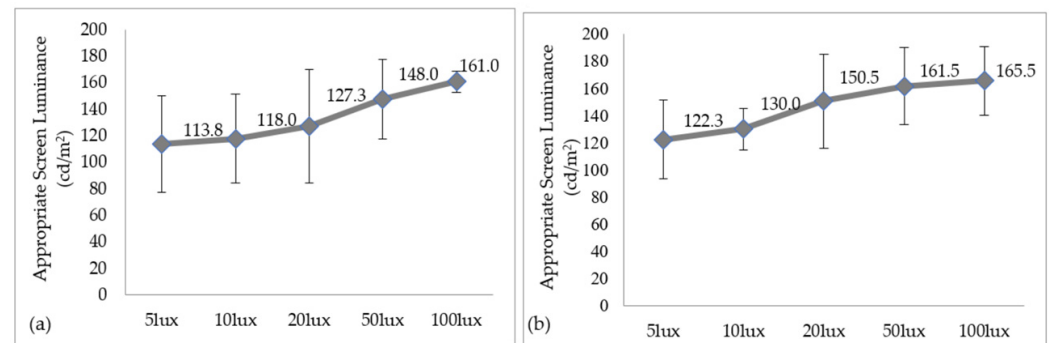 Appropriate Screen Luminance
(cd/m²)
200
180
160
140
120
100
80
60
40
20
0
113.8
118.0
127.3
148.0
161.0
5lux
10lux
20lux
50lux
100lux
(a)
Appropriate Screen Luminance
(cd/m²)
200
180
160
140
120
100
80
60
40
20
0
122.3
130.0
150.5
161.5
165.5
5lux
10lux
20lux
50lux
100lux
(b)